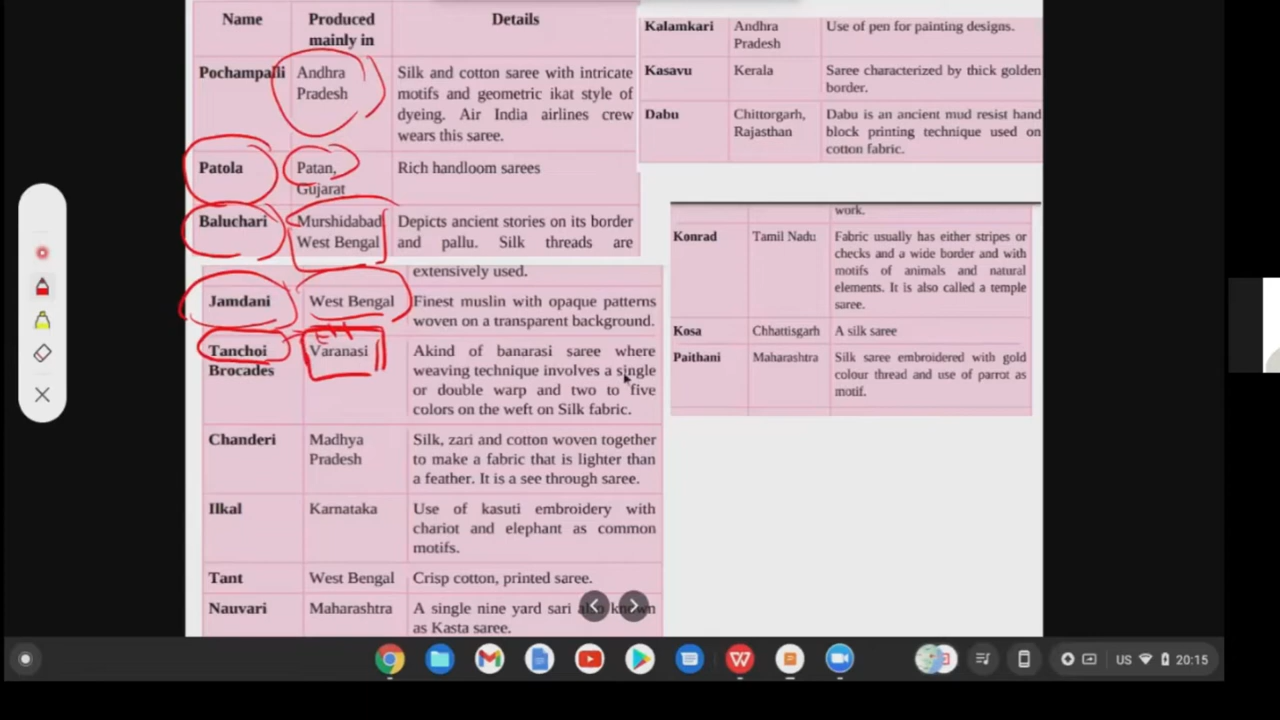 Name Produced mainly in Details
Pochampalli Andhra Pradesh Silk and cotton saree with intricate
motifs and geometric ikat style of
dyeing. Air India airlines crew
wears this saree.
Patola Patan, Gujarat Rich handloom sarees
Baluchari Murshidabad West Bengal Depicts ancient stories on its border
and pallu. Silk threads are
extensively used.
Jamdani West Bengal Finest muslin with opaque patterns
woven on a transparent background.
Tanchoi Brocades Varanasi Akind of banarasi saree where
weaving technique involves a single
or double warp and two to five
colors on the weft on Silk fabric.
Chanderi Madhya Pradesh Silk, zari and cotton woven together
to make a fabric that is lighter than
a feather. It is a see through saree.
Ilkal Karnataka Use of kasuti embroidery with
chariot and elephant as common
motifs.
Tant West Bengal Crisp cotton, printed saree.
Nauvari Maharashtra A single nine yard sari also known
as Kasta saree.
Kalamkari Andhra Pradesh Use of pen for painting designs.
Kasavu Kerala Saree characterized by thick golden
border.
Dabu Chittorgarh, Rajasthan Dabu is an ancient mud resist hand
block printing technique used on
cotton fabric.
work.
Konrad Tamil Nadu Fabric usually has either stripes or
checks and a wide border and with
motifs of animals and natural
elements. It is also called a temple
saree.
Kosa Chhattisgarh A silk saree
Paithani Maharashtra Silk saree embroidered with gold
colour thread and use of parrot as
motif.
US 20:15